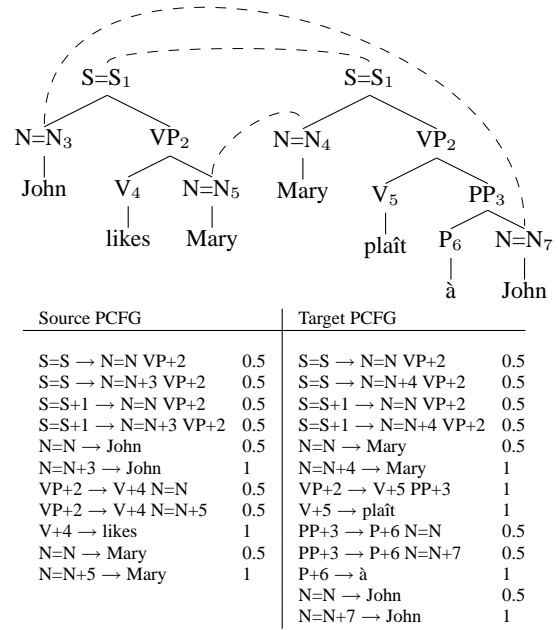 S=S₁ S=S₁
N=N₃ VP₂ N=N₄ VP₂
John V₄ N=N₅ Mary V₅ PP₃
likes Mary plaît P₆ N=N₇
à John
Source PCFG Target PCFG
S=S → N=N VP+2 0.5 S=S → N=N VP+2 0.5
S=S → N=N+3 VP+2 0.5 S=S → N=N+4 VP+2 0.5
S=S+1 → N=N VP+2 0.5 S=S+1 → N=N VP+2 0.5
S=S+1 → N=N+3 VP+2 0.5 S=S+1 → N=N+4 VP+2 0.5
N=N → John 0.5 N=N → Mary 0.5
N=N+3 → John 1 N=N+4 → Mary 1
VP+2 → V+4 N=N 0.5 VP+2 → V+5 PP+3 1
VP+2 → V+4 N=N+5 0.5 V+5 → plaît 1
V+4 → likes 1 PP+3 → P+6 N=N 0.5
N=N → Mary 0.5 PP+3 → P+6 N=N+7 0.5
N=N+5 → Mary 1 P+6 → à 1
N=N → John 0.5
N=N+7 → John 1